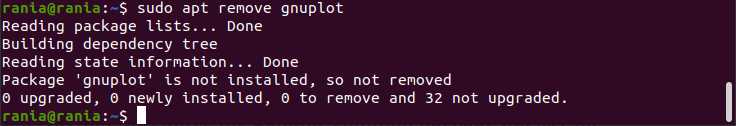 rania@rania:~$ sudo apt remove gnuplot
Reading package lists... Done
Building dependency tree
Reading state information... Done
Package 'gnuplot' is not installed, so not removed
0 upgraded, 0 newly installed, 0 to remove and 32 not upgraded.
rania@rania:~$